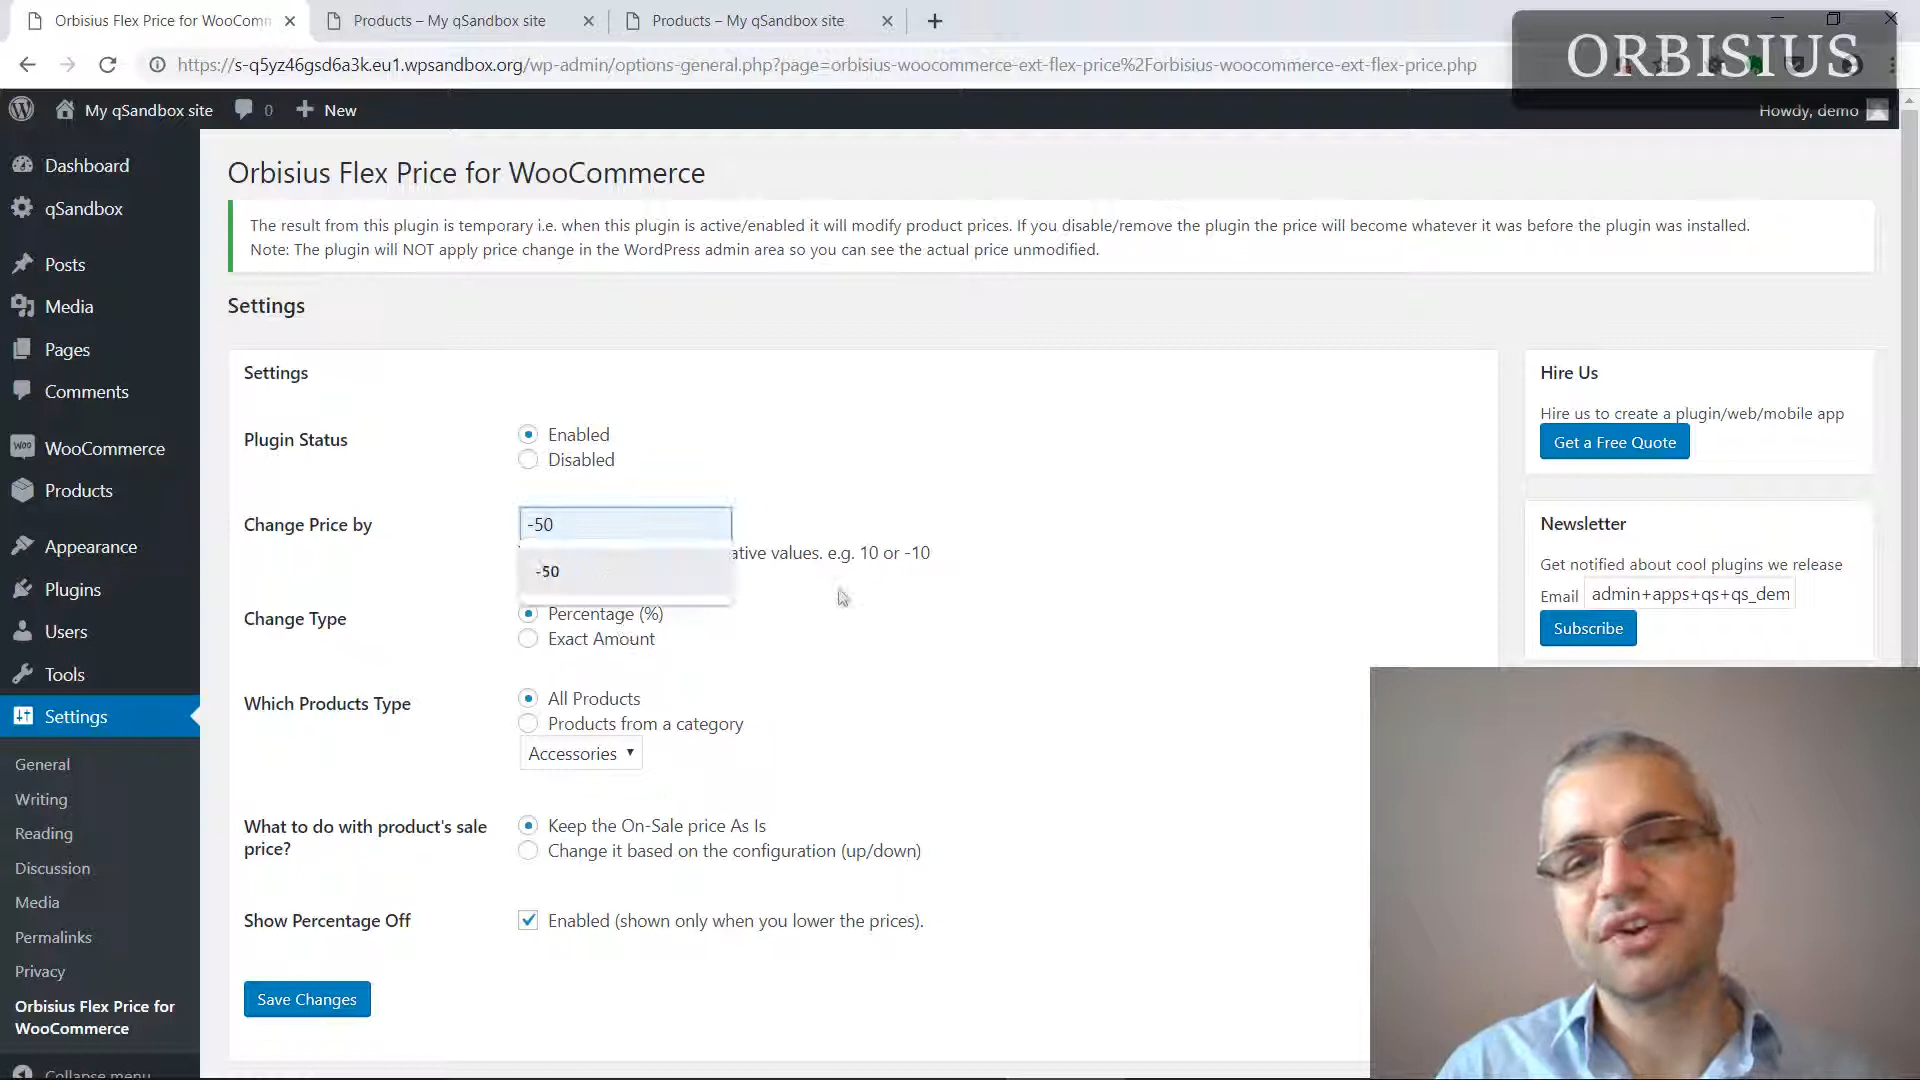 Orbisius Flex Price for WooComm
Products – My qSandbox site
Products – My qSandbox site
https://s-q5yz46gsd6a3k.eu1.wpsandbox.org/wp-admin/options-general.php?page=orbisius-woocommerce-ext-flex-price%2Forbisius-woocommerce-ext-flex-price.php
ORBISIUS
My qSandbox site
0
New
Howdy, demo
Dashboard
qSandbox
Posts
Media
Pages
Comments
WooCommerce
Products
Appearance
Plugins
Users
Tools
Settings
General
Writing
Reading
Discussion
Media
Permalinks
Privacy
Orbisius Flex Price for
WooCommerce
Collapse menu
Orbisius Flex Price for WooCommerce
The result from this plugin is temporary i.e. when this plugin is active/enabled it will modify product prices. If you disable/remove the plugin the price will become whatever it was before the plugin was installed.
Note: The plugin will NOT apply price change in the WordPress admin area so you can see the actual price unmodified.
Settings
Settings
Plugin Status
Enabled
Disabled
Change Price by
-50
ative values. e.g. 10 or -10
-50
Change Type
Percentage (%)
Exact Amount
Which Products Type
All Products
Products from a category
Accessories
What to do with product's sale
price?
Keep the On-Sale price As Is
Change it based on the configuration (up/down)
Show Percentage Off
Enabled (shown only when you lower the prices).
Save Changes
Hire Us
Hire us to create a plugin/web/mobile app
Get a Free Quote
Newsletter
Get notified about cool plugins we release
Email
admin+apps+qs+qs_dem
Subscribe